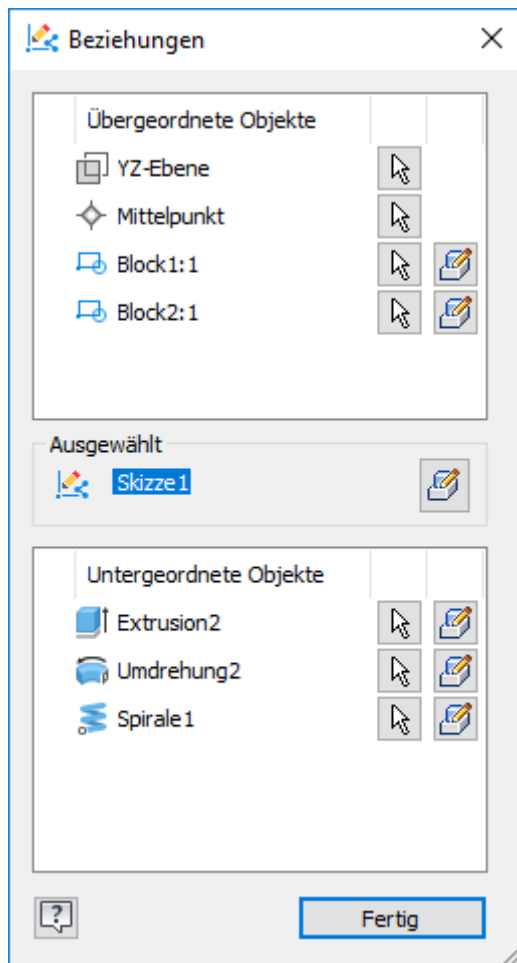 Beziehungen
Übergeordnete Objekte
YZ-Ebene
Mittelpunkt
Block1:1
Block2:1
Ausgewählt
Skizze1
Untergeordnete Objekte
Extrusion2
Umdrehung2
Spirale1
?
Fertig